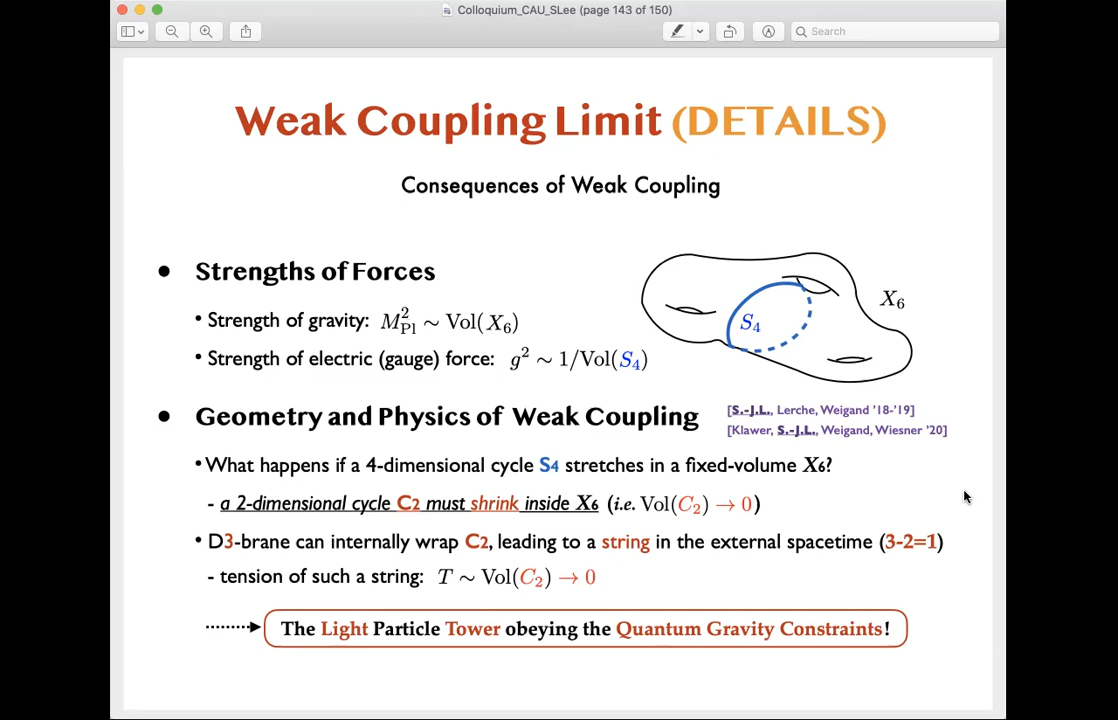 Colloquium_CAU_SLee (page 143 of 150)
Search
Weak Coupling Limit (DETAILS)
Consequences of Weak Coupling
• Strengths of Forces
• Strength of gravity: M²_Pl ∼ Vol(X₆)
• Strength of electric (gauge) force: g² ∼ 1/Vol(S₄)
S₄
X₆
• Geometry and Physics of Weak Coupling
[S.-J.L., Lerche, Weigand ’18-’19]
[Klawer, S.-J.L., Weigand, Wiesner ’20]
• What happens if a 4-dimensional cycle S₄ stretches in a fixed-volume X₆?
- a 2-dimensional cycle C₂ must shrink inside X₆ (i.e. Vol(C₂) → 0)
• D3-brane can internally wrap C₂, leading to a string in the external spacetime (3-2=1)
- tension of such a string: T ∼ Vol(C₂) → 0
The Light Particle Tower obeying the Quantum Gravity Constraints!